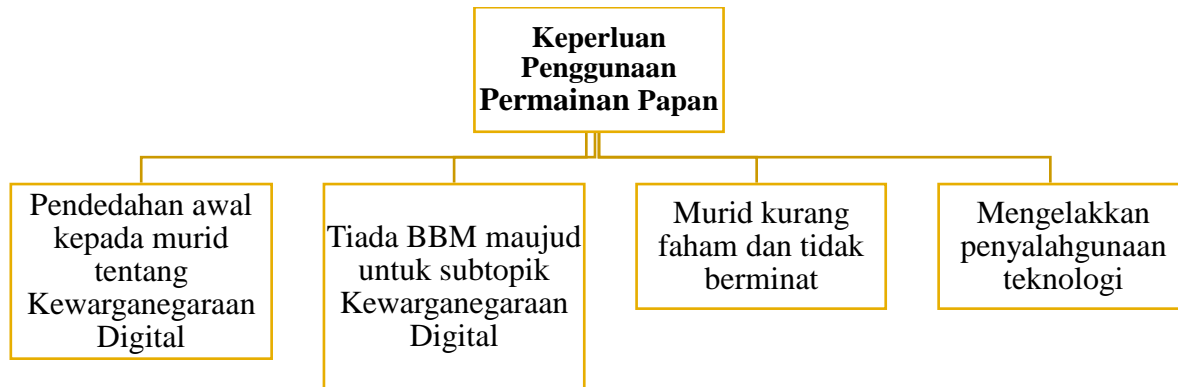 Keperluan
Penggunaan
Permainan Papan
Pendedahan awal
kepada murid
tentang
Kewarganegaraan
Digital
Tiada BBM maujud
untuk subtopik
Kewarganegaraan
Digital
Murid kurang
faham dan tidak
berminat
Mengelakkan
penyalahgunaan
teknologi